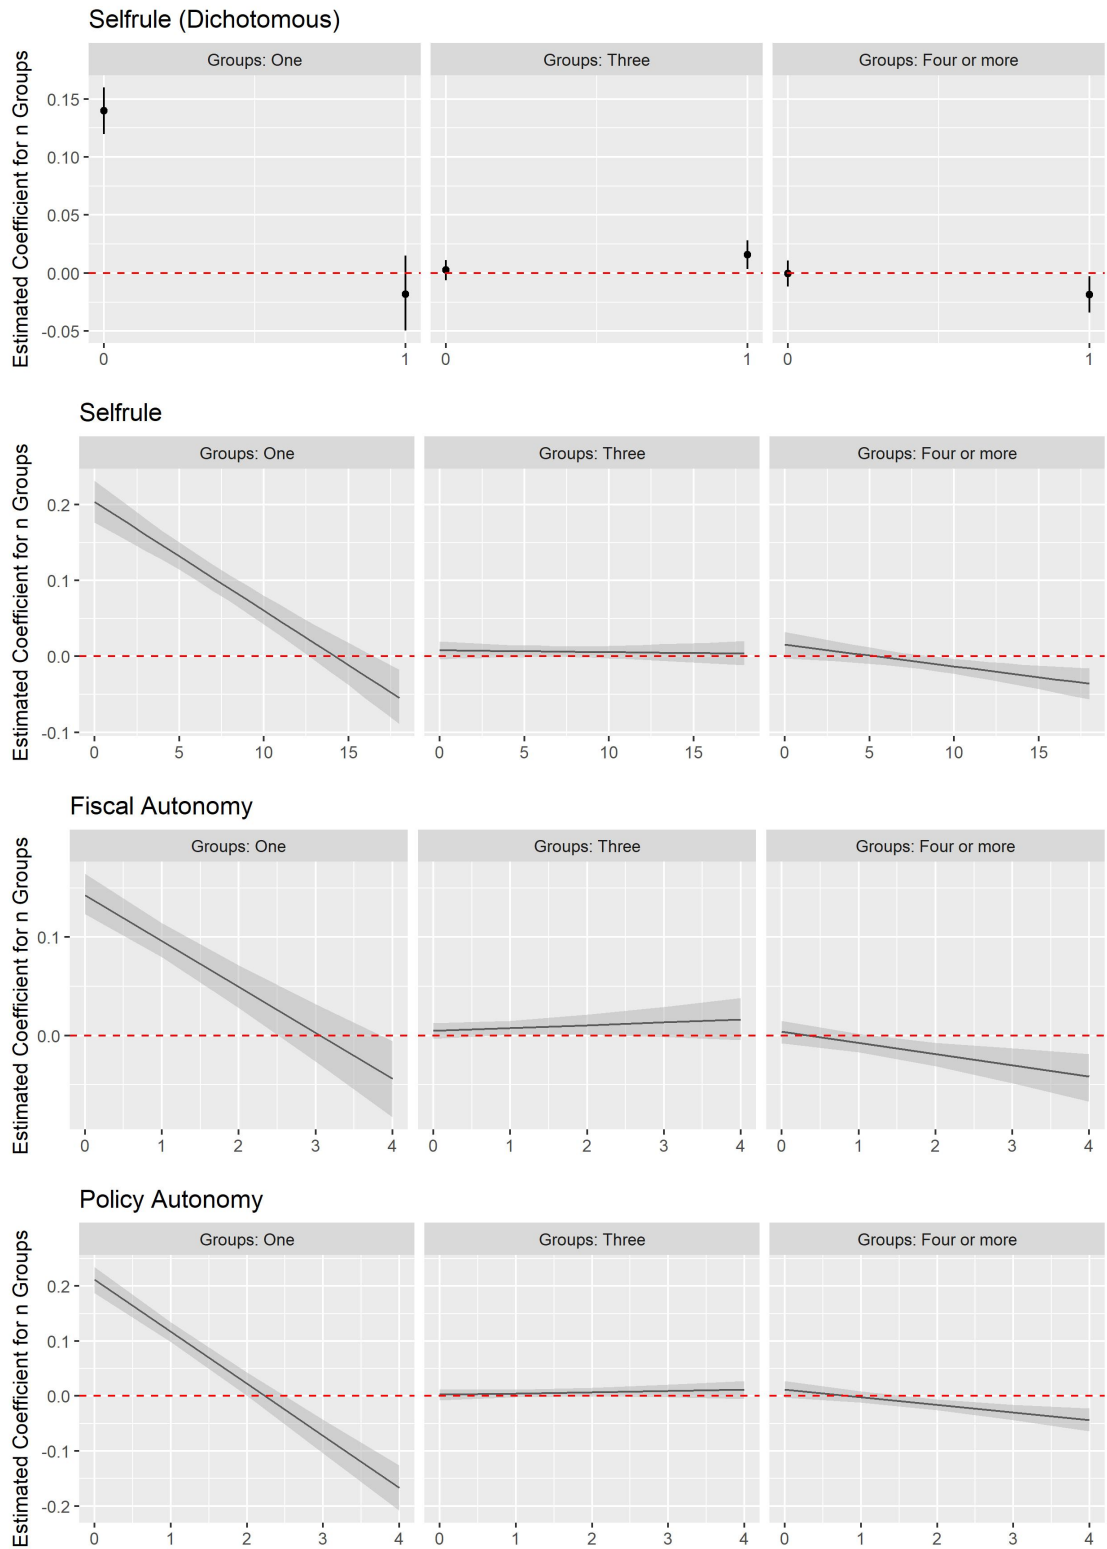 Selfrule (Dichotomous)
Estimated Coefficient for n Groups
Groups: One
Groups: Three
Groups: Four or more
0.15
0.10
0.05
0.00
-0.05
0 1
0 1
0 1
Selfrule
Estimated Coefficient for n Groups
Groups: One
Groups: Three
Groups: Four or more
0.2
0.1
0.0
-0.1
0 5 10 15
0 5 10 15
0 5 10 15
Fiscal Autonomy
Estimated Coefficient for n Groups
Groups: One
Groups: Three
Groups: Four or more
0.1
0.0
0 1 2 3 4
0 1 2 3 4
0 1 2 3 4
Policy Autonomy
Estimated Coefficient for n Groups
Groups: One
Groups: Three
Groups: Four or more
0.2
0.1
0.0
-0.1
-0.2
0 1 2 3 4
0 1 2 3 4
0 1 2 3 4